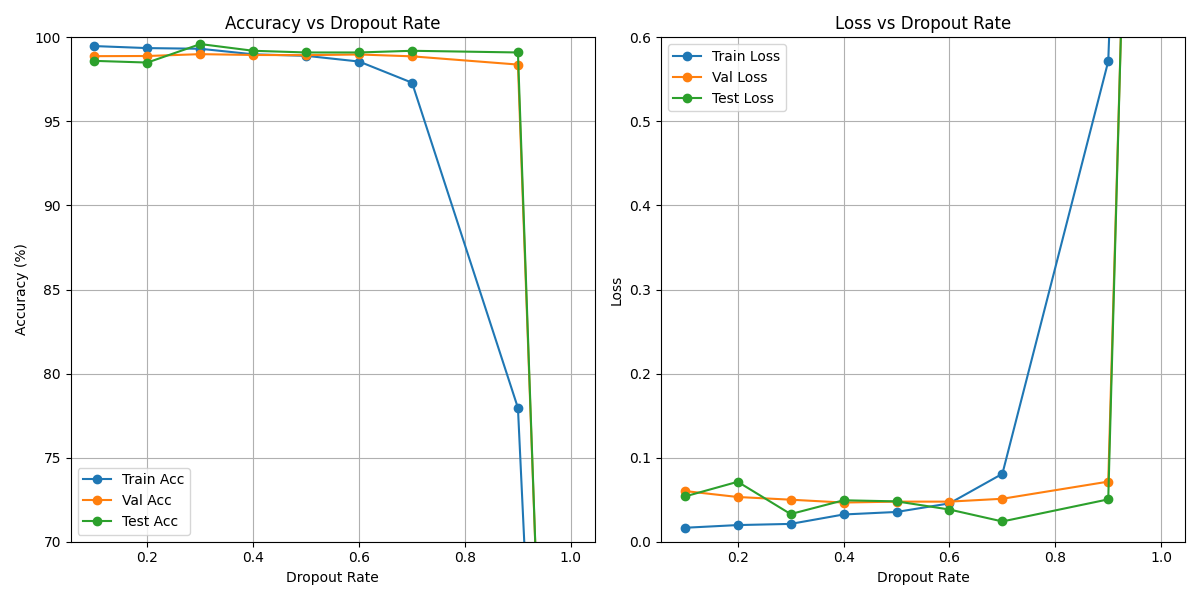 Accuracy vs Dropout Rate
100
95
90
85
80
75
70
Accuracy (%)
Train Acc
Val Acc
Test Acc
0.2 0.4 0.6 0.8 1.0
Dropout Rate
Loss vs Dropout Rate
0.6
0.5
0.4
0.3
0.2
0.1
0.0
Loss
Train Loss
Val Loss
Test Loss
0.2 0.4 0.6 0.8 1.0
Dropout Rate